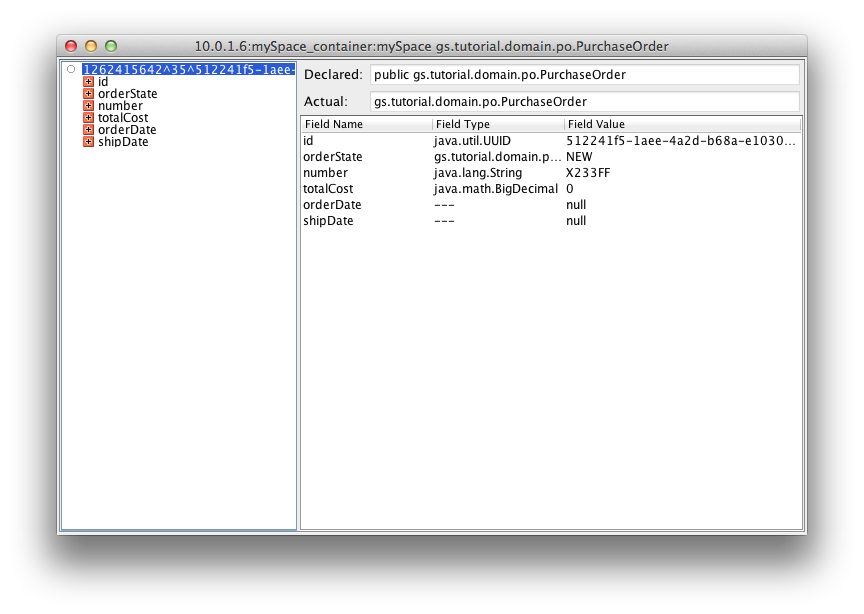 10.0.1.6:mySpace_container:mySpace gs.tutorial.domain.po.PurchaseOrder
1262415642^35^512241f5-1aee-
id
orderState
number
totalCost
orderDate
shipDate
Declared: public gs.tutorial.domain.po.PurchaseOrder
Actual: gs.tutorial.domain.po.PurchaseOrder
Field Name Field Type Field Value
id java.util.UUID 512241f5-1aee-4a2d-b68a-e1030...
orderState gs.tutorial.domain.p... NEW
number java.lang.String X233FF
totalCost java.math.BigDecimal 0
orderDate --- null
shipDate --- null